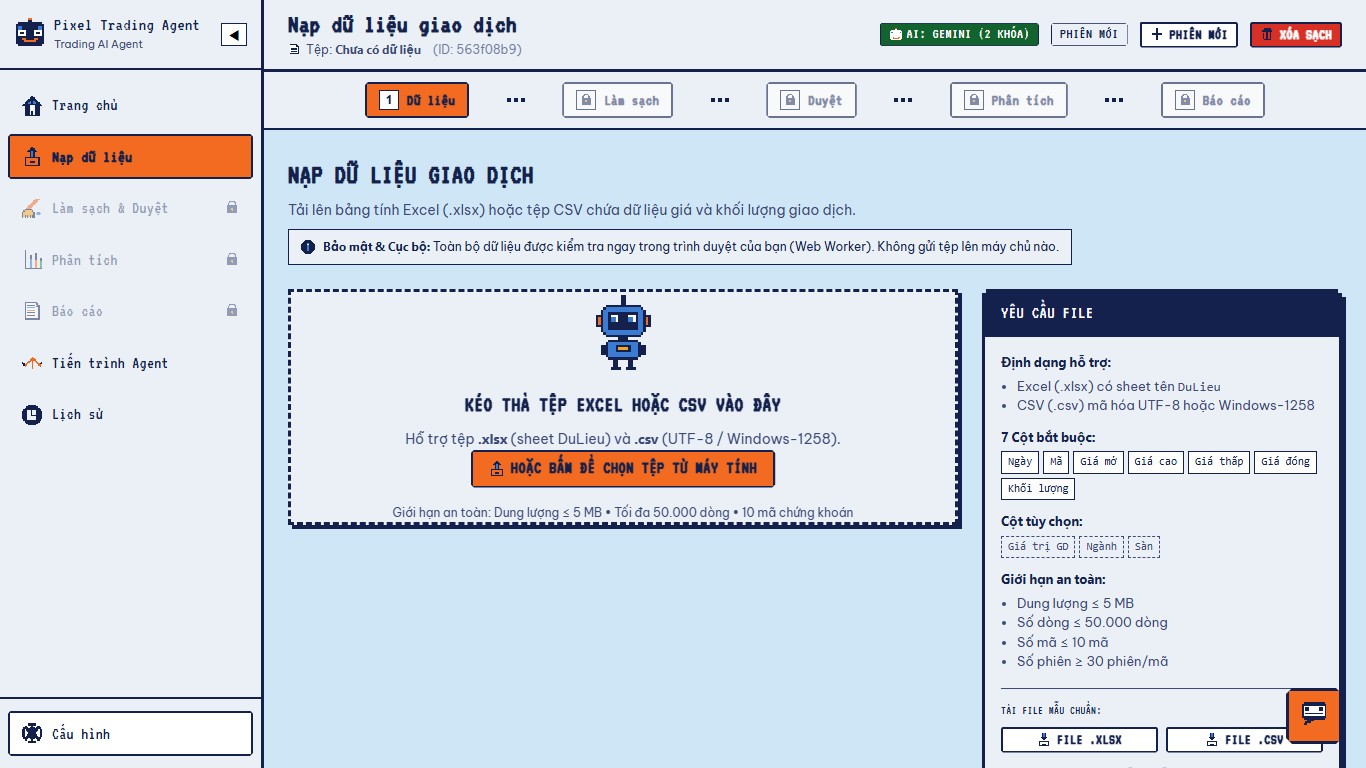 Pixel Trading Agent
Trading AI Agent
Trang chủ
Nạp dữ liệu
Làm sạch & Duyệt
Phân tích
Báo cáo
Tiến trình Agent
Lịch sử
Cấu hình
Nạp dữ liệu giao dịch
Tệp: Chưa có dữ liệu (ID: 563f08b9)
AI: GEMINI (2 KHÓA)
PHIÊN MỚI
PHIÊN MỚI
XÓA SẠCH
1 Dữ liệu
Làm sạch
Duyệt
Phân tích
Báo cáo
NẠP DỮ LIỆU GIAO DỊCH
Tải lên bảng tính Excel (.xlsx) hoặc tệp CSV chứa dữ liệu giá và khối lượng giao dịch.
Bảo mật & Cục bộ: Toàn bộ dữ liệu được kiểm tra ngay trong trình duyệt của bạn (Web Worker). Không gửi tệp lên máy chủ nào.
KÉO THẢ TỆP EXCEL HOẶC CSV VÀO ĐÂY
Hỗ trợ tệp .xlsx (sheet DuLieu) và .csv (UTF-8 / Windows-1258).
HOẶC BẤM ĐỂ CHỌN TỆP TỪ MÁY TÍNH
Giới hạn an toàn: Dung lượng ≤ 5 MB • Tối đa 50.000 dòng • 10 mã chứng khoán
YÊU CẦU FILE
Định dạng hỗ trợ:
• Excel (.xlsx) có sheet tên DuLieu
• CSV (.csv) mã hóa UTF-8 hoặc Windows-1258
7 Cột bắt buộc:
Ngày Mã Giá mở Giá cao Giá thấp Giá đóng
Khối lượng
Cột tùy chọn:
Giá trị GD Ngành Sàn
Giới hạn an toàn:
• Dung lượng ≤ 5 MB
• Số dòng ≤ 50.000 dòng
• Số mã ≤ 10 mã
• Số phiên ≥ 30 phiên/mã
TẢI FILE MẪU CHUẨN:
FILE .XLSX
FILE .CSV